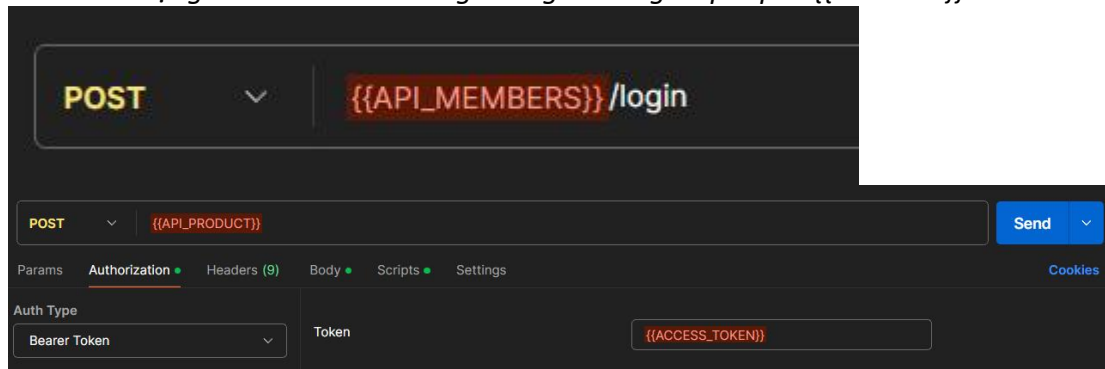 POST {{API_MEMBERS}}/login
POST {{API_PRODUCT}} Send
Params Authorization Headers (9) Body Scripts Settings Cookies
Auth Type
Bearer Token
Token {{ACCESS_TOKEN}}